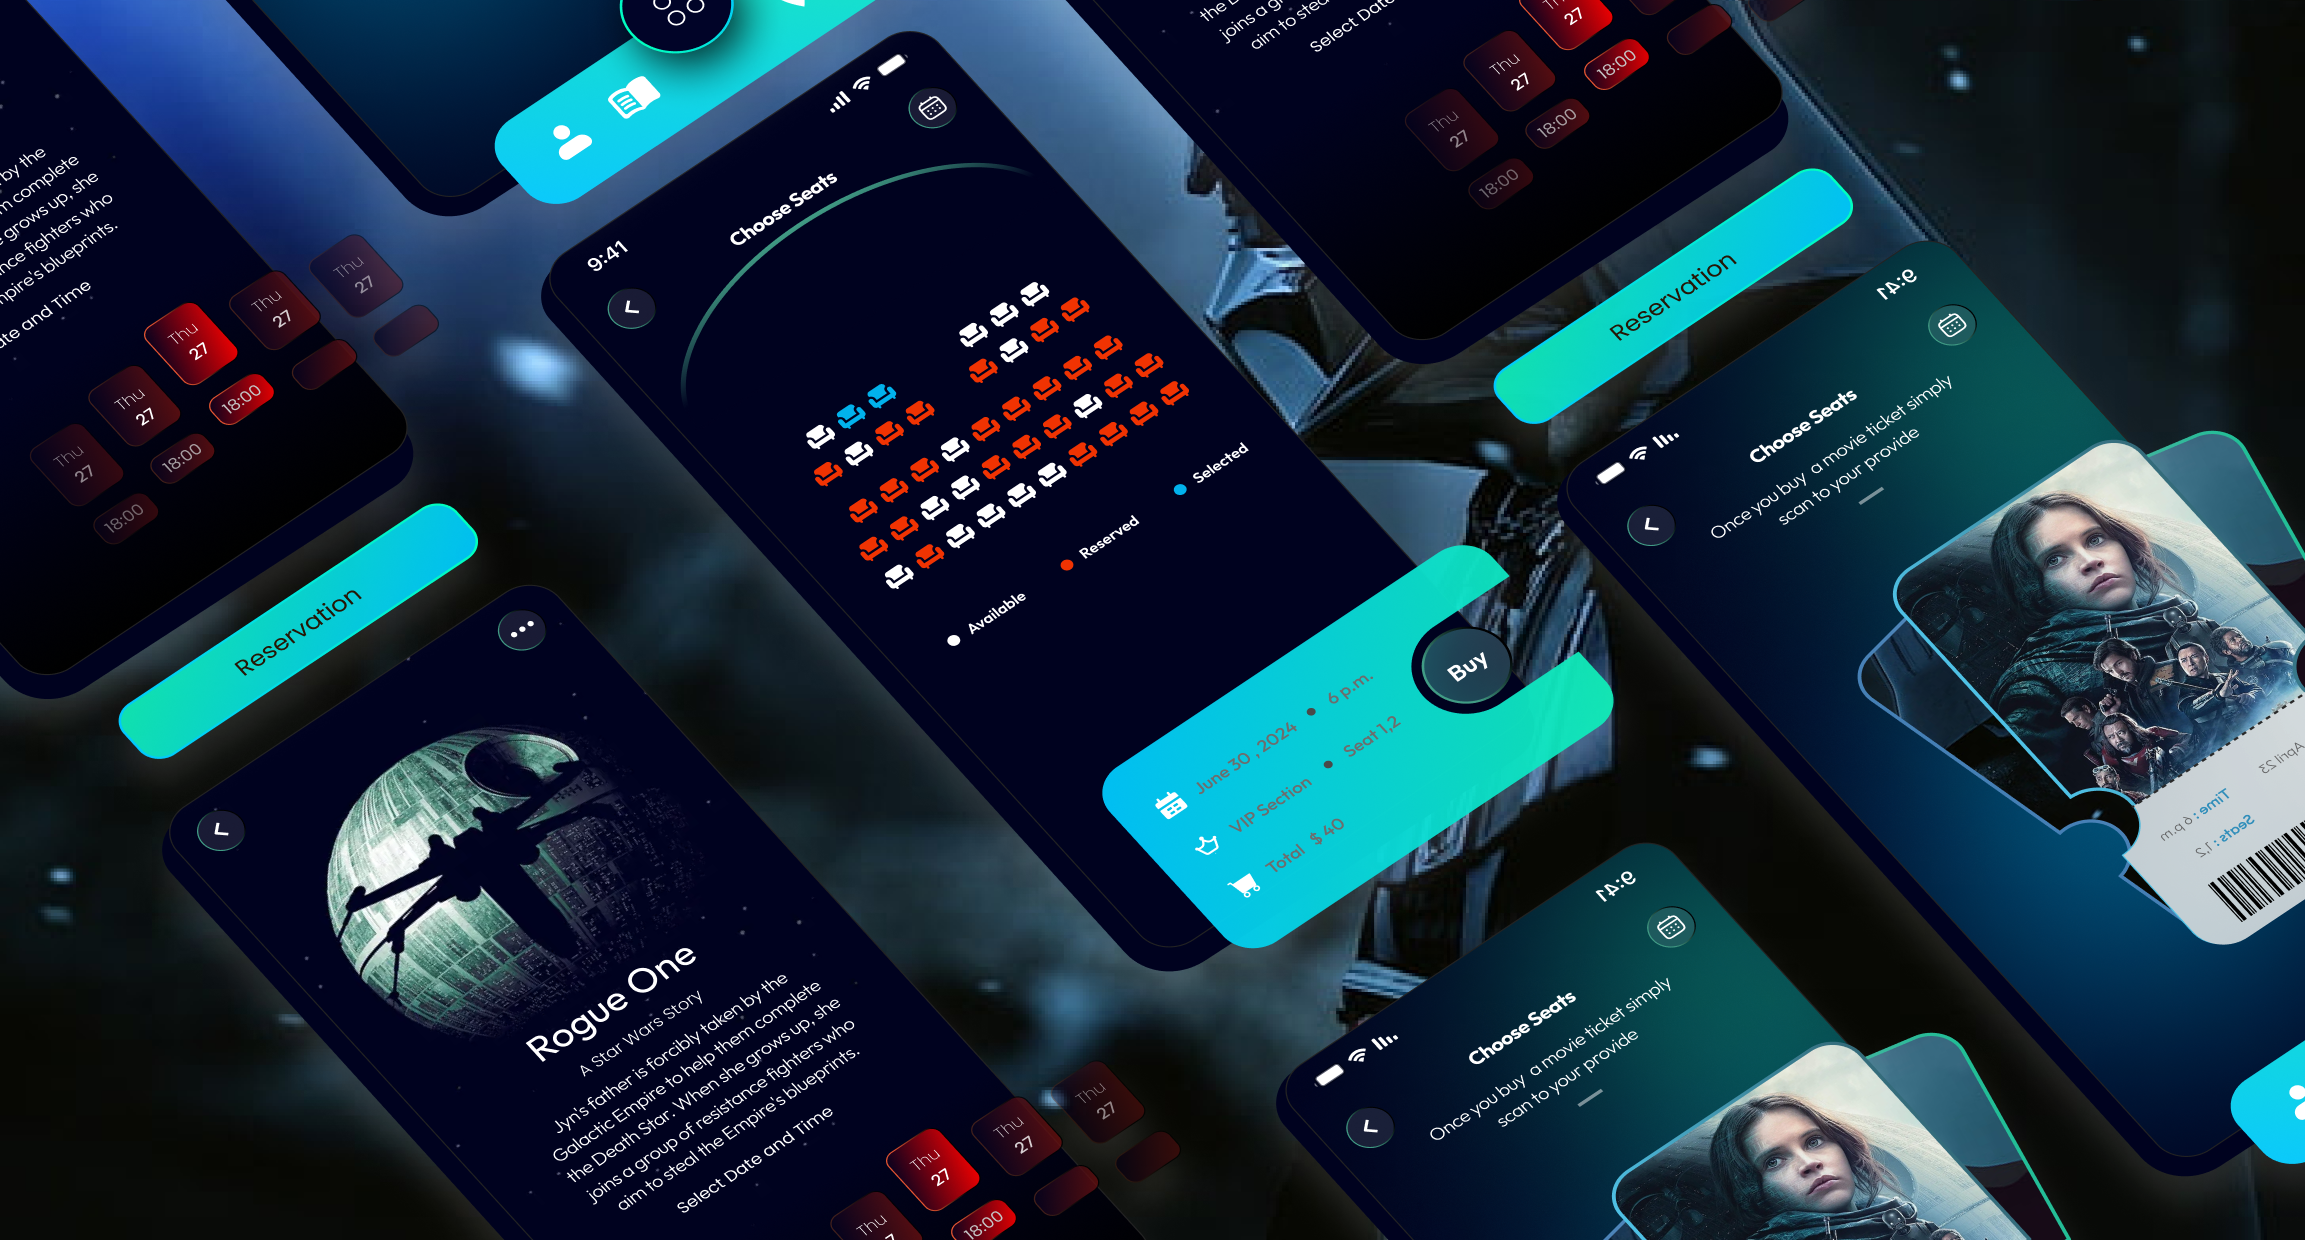 by the
m complete
grows up, she
nce fighters who
mpire's blueprints.
ate and Time
Thu
27
Thu
27
Thu
27
Thu
27
Thu
27
18:00
18:00
18:00
Reservation
9:41
Choose Seats
Available
Reserved
Selected
June 30 , 2024 • 6 p.m.
VIP Section • Seat 1,2
Total $ 40
Buy
the D
joins a gr
aim to stea
Select Date
Thu
27
Thu
27
Thu
27
18:00
18:00
18:00
Reservation
9:41
Choose Seats
Once you buy a movie ticket simply
scan to your provide
April 23
Time : 6 p.m
Seats : 1,2
Rogue One
A Star Wars Story
Jyn's father is forcibly taken by the
Galactic Empire to help them complete
the Death Star. When she grows up, she
joins a group of resistance fighters who
aim to steal the Empire's blueprints.
Select Date and Time
Thu
Thu
27
Thu
27
Thu
27
18:00
9:41
Choose Seats
Once you buy a movie ticket simply
scan to your provide